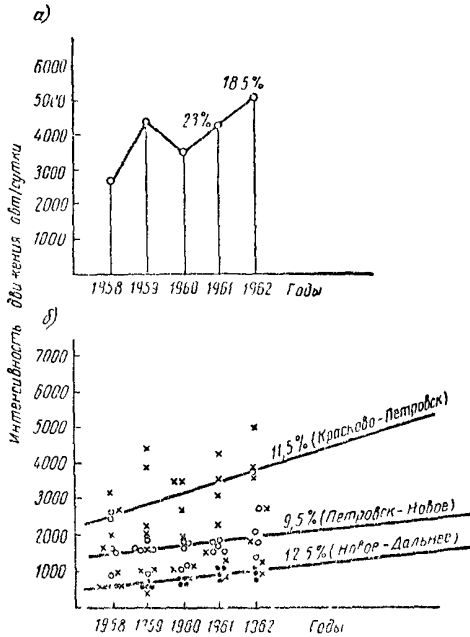 а)
6000
5000
4000
3000
2000
1000
23%
18.5%
1958 1959 1960 1961 1962 Годы
Интенсивность движения авт/сутки
б)
7000
6000
5000
4000
3000
2000
1000
11,5% (Красково-Петровск)
9,5% (Петровск-Новое)
12.5% (Новое-Дальнее)
1958 1959 1960 1961 1962 Годы